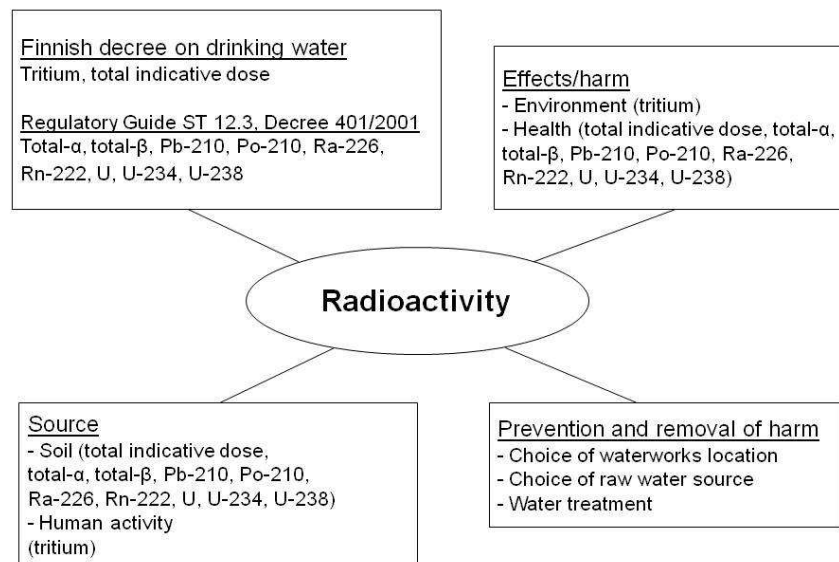 Finnish decree on drinking water
Tritium, total indicative dose
Regulatory Guide ST 12.3, Decree 401/2001
Total-α, total-β, Pb-210, Po-210, Ra-226,
Rn-222, U, U-234, U-238
Effects/harm
- Environment (tritium)
- Health (total indicative dose, total-α,
total-β, Pb-210, Po-210, Ra-226,
Rn-222, U, U-234, U-238)
Radioactivity
Source
- Soil (total indicative dose,
total-α, total-β, Pb-210, Po-210,
Ra-226, Rn-222, U, U-234, U-238)
- Human activity
(tritium)
Prevention and removal of harm
- Choice of waterworks location
- Choice of raw water source
- Water treatment